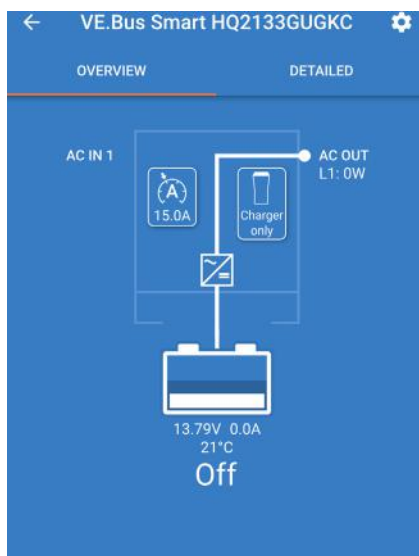 VE.Bus Smart HQ2133GUGKC
OVERVIEW DETAILED
AC IN 1
AC OUT
L1: 0W
A
15.0A
Charger
only
13.79V 0.0A
21°C
Off